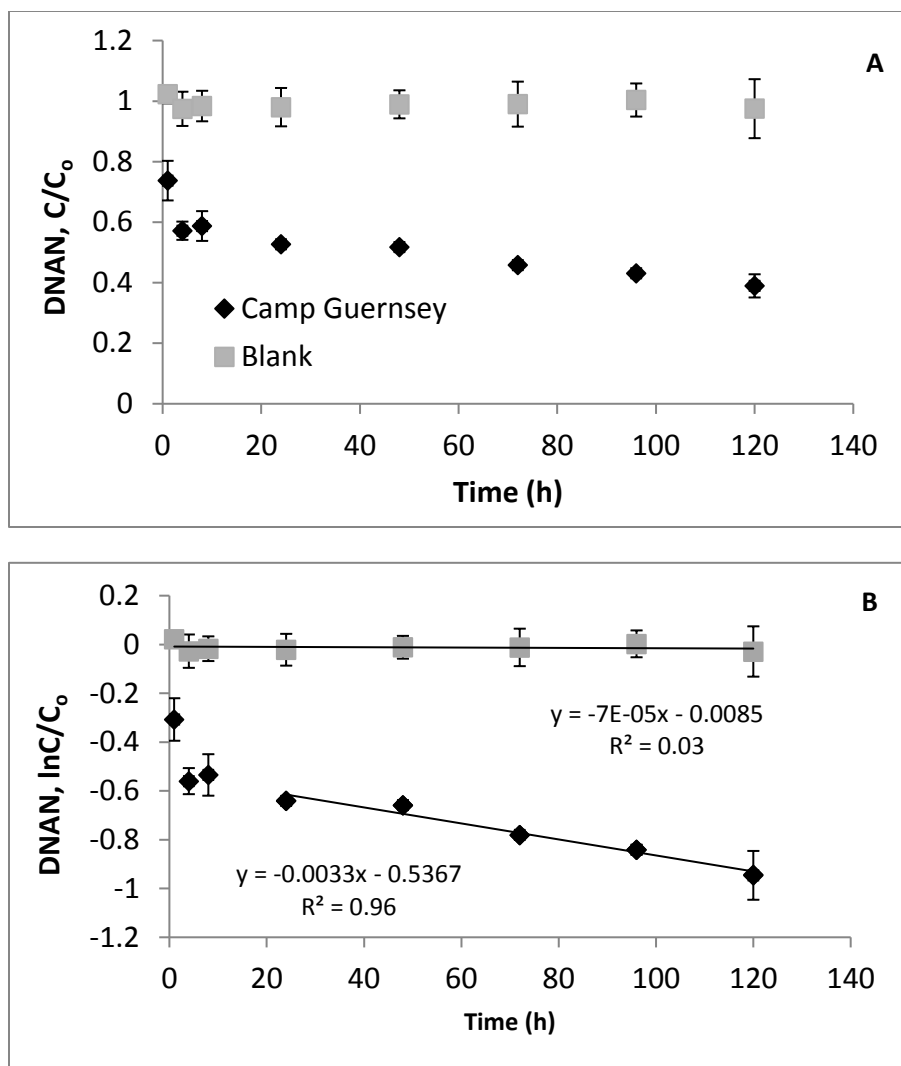 A
1.2
1
0.8
0.6
0.4
0.2
0
DNAN, C/Cₒ
Camp Guernsey
Blank
0 20 40 60 80 100 120 140
Time (h)
B
0.2
0
-0.2
-0.4
-0.6
-0.8
-1
-1.2
DNAN, lnC/Cₒ
y = -7E-05x - 0.0085
R² = 0.03
y = -0.0033x - 0.5367
R² = 0.96
0 20 40 60 80 100 120 140
Time (h)